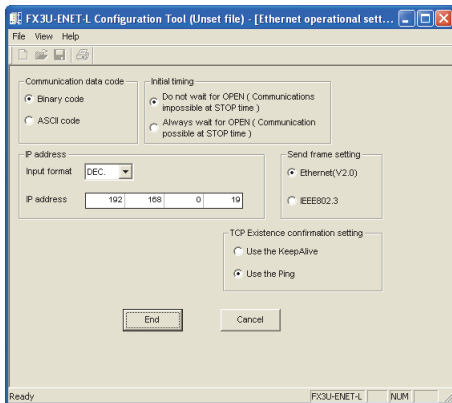 FX3U-ENET-L Configuration Tool (Unset file) - [Ethernet operational sett...
File View Help
Communication data code
Binary code
ASCII code
Initial timing
Do not wait for OPEN ( Communications
impossible at STOP time )
Always wait for OPEN ( Communication
possible at STOP time )
IP address
Input format DEC.
IP address 192 168 0 19
Send frame setting
Ethernet(V2.0)
IEEE802.3
TCP Existence confirmation setting
Use the KeepAlive
Use the Ping
End Cancel
Ready FX3U-ENET-L NUM